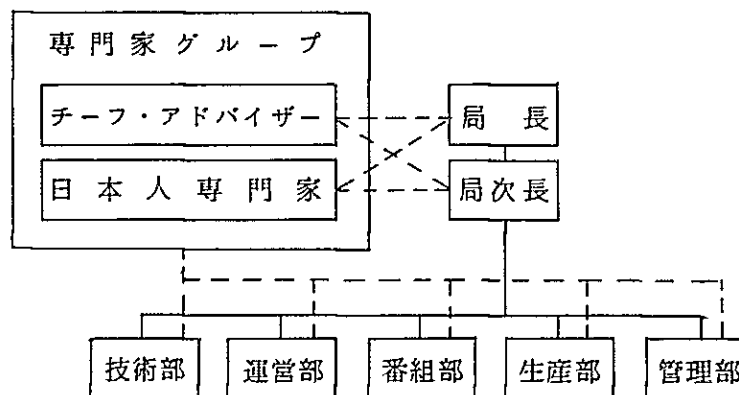 専門家グループ
チーフ・アドバイザー
局長
日本人専門家
局次長
技術部
運営部
番組部
生産部
管理部